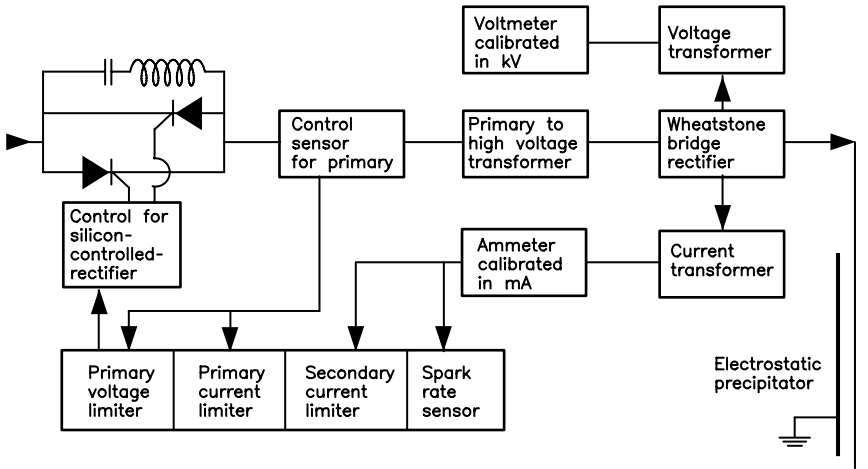 Voltmeter
calibrated
in kV
Voltage
transformer
Control
sensor
for primary
Primary to
high voltage
transformer
Wheatstone
bridge
rectifier
Control for
silicon-
controlled-
rectifier
Ammeter
calibrated
in mA
Current
transformer
Primary
voltage
limiter
Primary
current
limiter
Secondary
current
limiter
Spark
rate
sensor
Electrostatic
precipitator